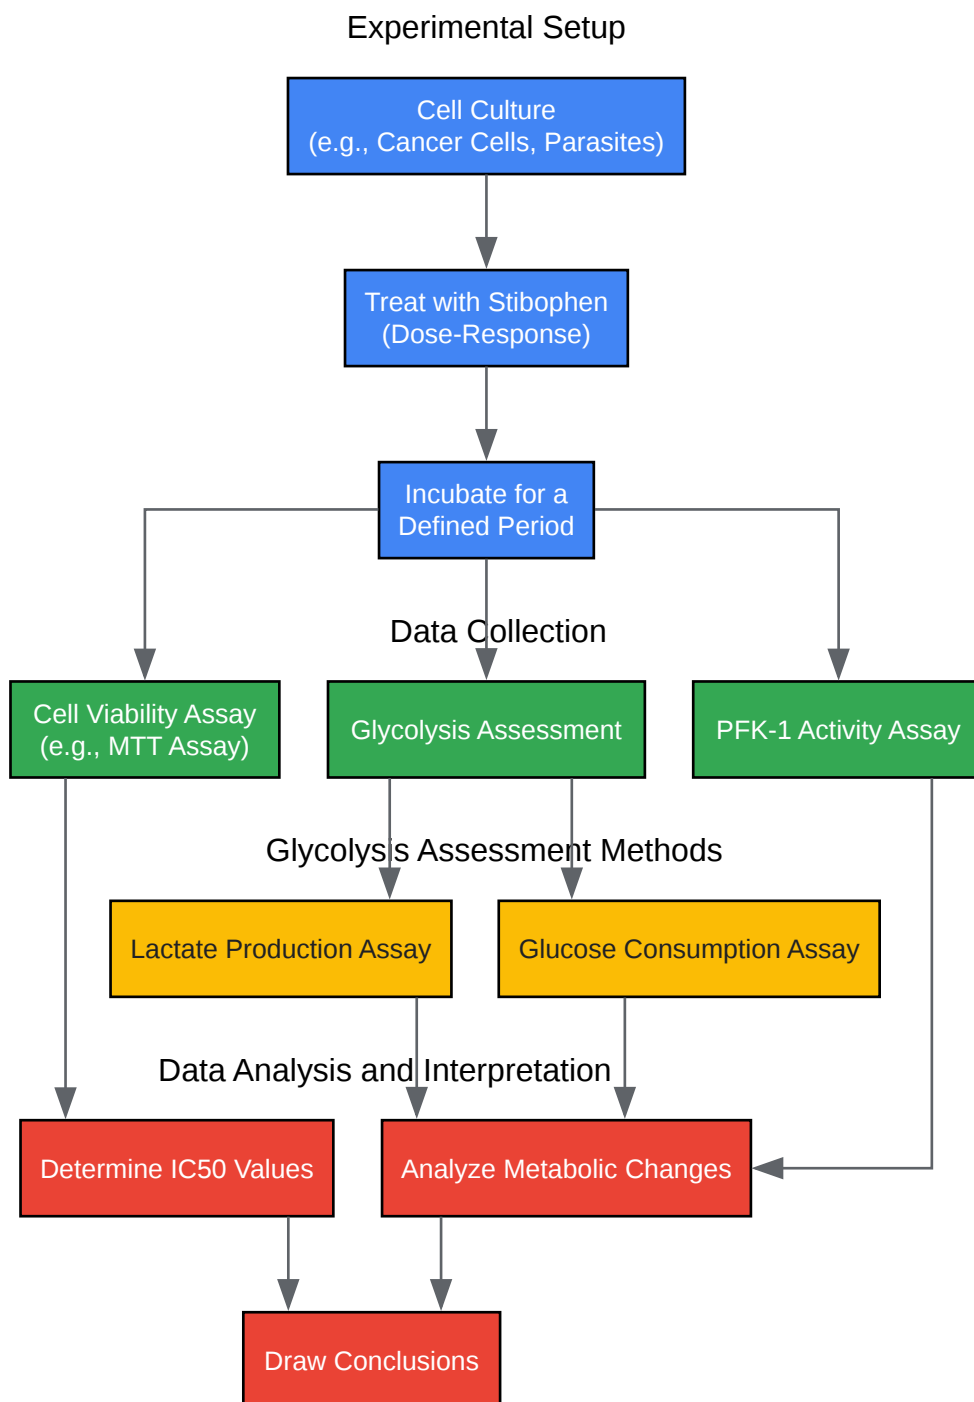 Experimental Setup
Cell Culture
(e.g., Cancer Cells, Parasites)
Treat with Stibophen
(Dose-Response)
Incubate for a
Defined Period
Data Collection
Cell Viability Assay
(e.g., MTT Assay)
Glycolysis Assessment
PFK-1 Activity Assay
Glycolysis Assessment Methods
Lactate Production Assay
Glucose Consumption Assay
Data Analysis and Interpretation
Determine IC50 Values
Analyze Metabolic Changes
Draw Conclusions